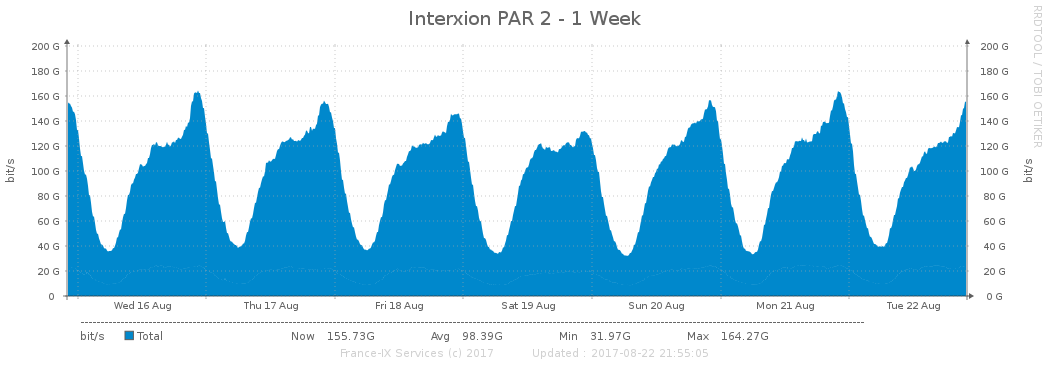 Interxion PAR 2 - 1 Week
RRDTOOL / TOBI OETIKER
200 G 200 G
180 G 180 G
160 G 160 G
140 G 140 G
120 G 120 G
100 G 100 G
80 G 80 G
60 G 60 G
40 G 40 G
20 G 20 G
0 0 G
bit/s bit/s
Wed 16 Aug Thu 17 Aug Fri 18 Aug Sat 19 Aug Sun 20 Aug Mon 21 Aug Tue 22 Aug
bit/s Total Now 155.73G Avg 98.39G Min 31.97G Max 164.27G
France-IX Services (c) 2017 Updated : 2017-08-22 21:55:05